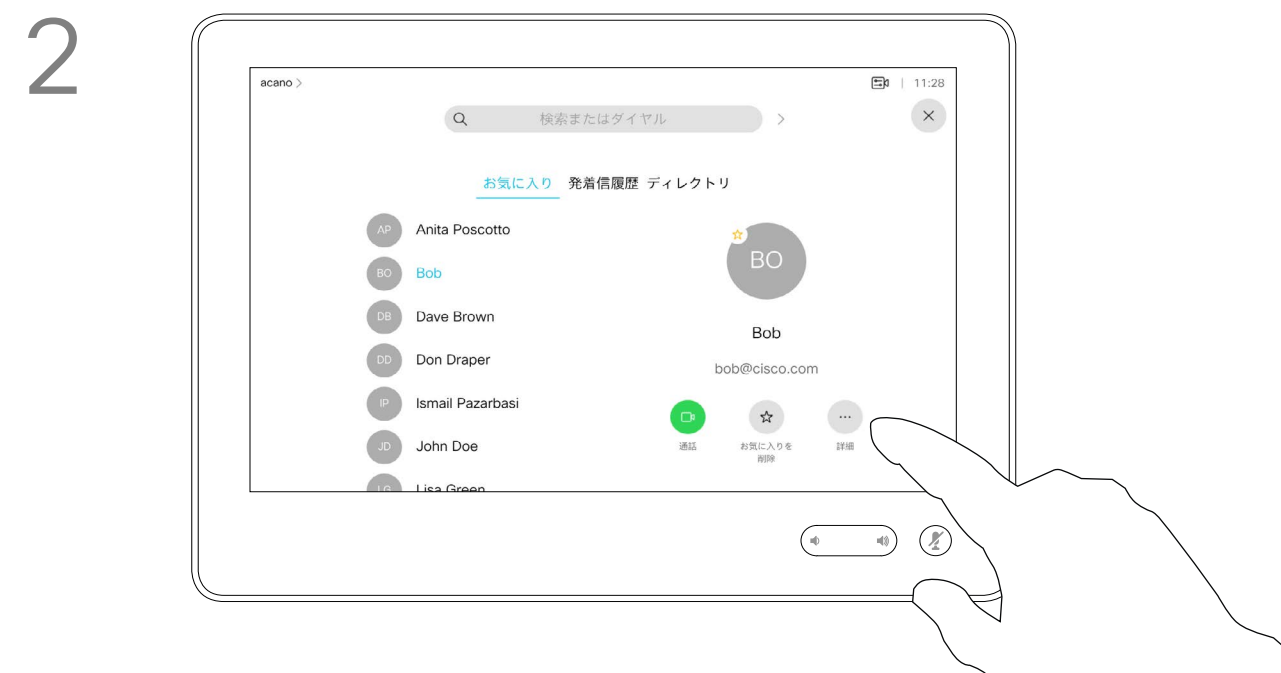 2
acano >
11:28
検索またはダイヤル
お気に入り 発着信履歴 ディレクトリ
AP Anita Poscotto
BO Bob
DB Dave Brown
DD Don Draper
IP Ismail Pazarbasi
JD John Doe
LG Lisa Green
BO
Bob
bob@cisco.com
通話
お気に入りを
削除
詳細